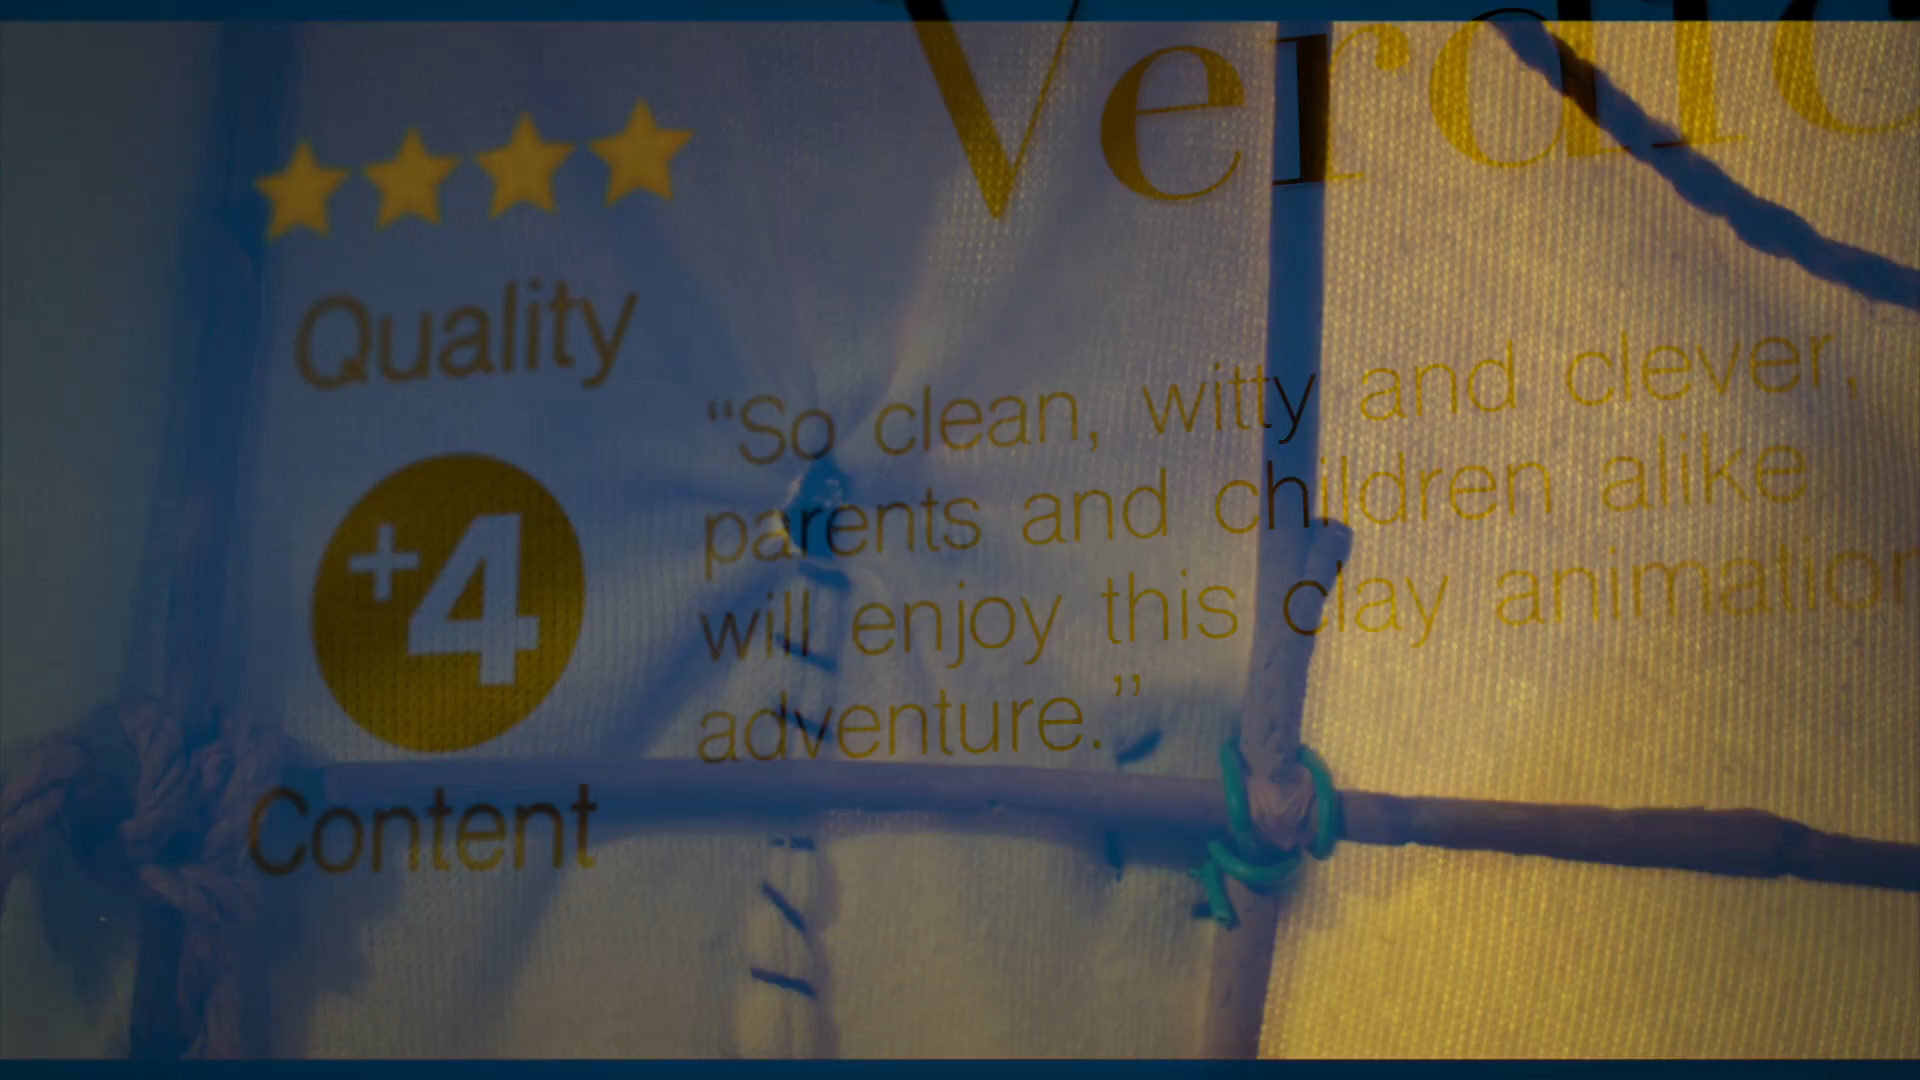 Verdic
Quality
+4
Content
“So clean, witty and clever,
parents and children alike
will enjoy this clay animation
adventure.”